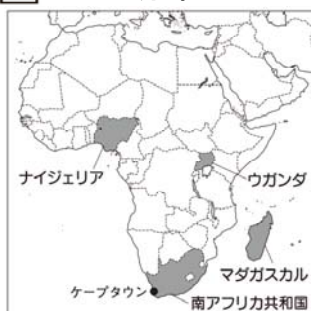 ナイジェリア
ウガンダ
マダガスカル
ケープタウン
南アフリカ共和国